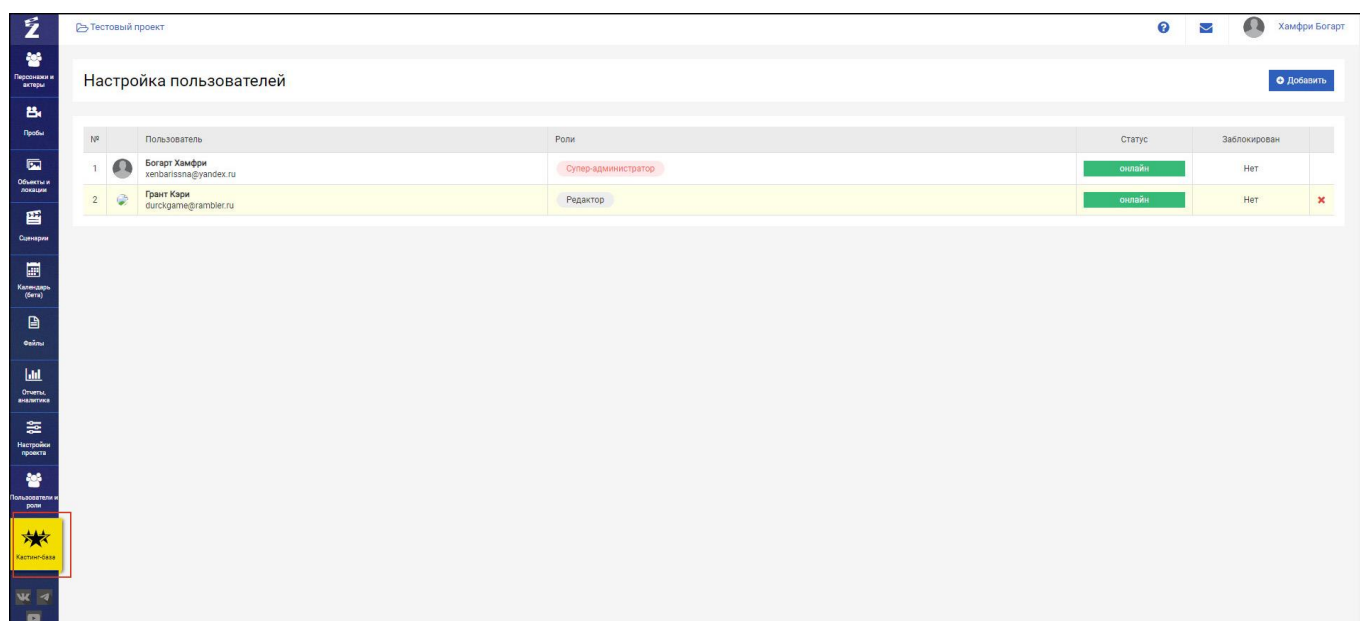 Тестовый проект
Хамфри Богарт
Персонажи и
актеры
Пробы
Объекты и
локации
Сценарии
Календарь
(бета)
Файлы
Отчеты,
аналитика
Настройки
проекта
Пользователи и
роли
Кастинг-база
Настройка пользователей
Добавить
№ Пользователь Роли Статус Заблокирован
1 Богарт Хамфри Супер-администратор онлайн Нет
xenbarissna@yandex.ru
2 Грант Кэри Редактор онлайн Нет
durckgame@rambler.ru